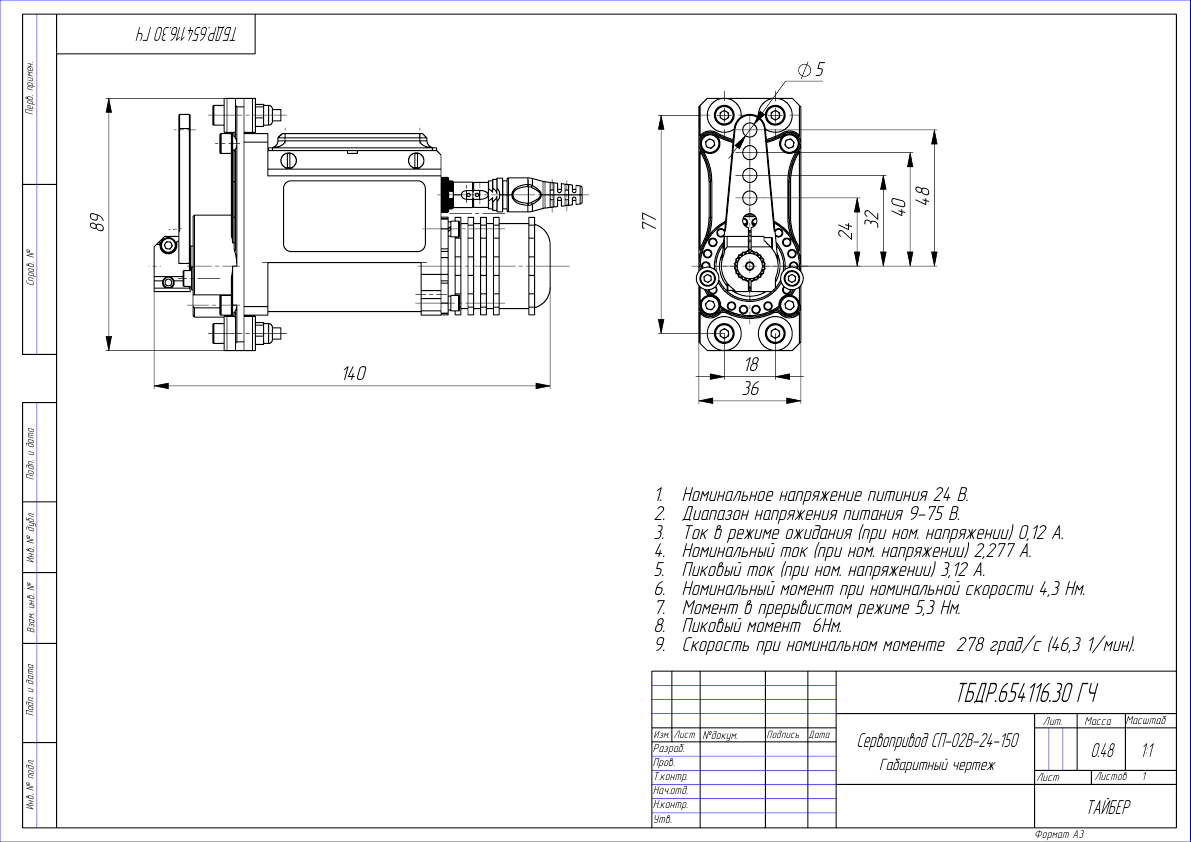 ТБДР.654116.30 ГЧ
Перв. примен.
Справ. №
Подп. и дата
Инв. № дубл.
Взам. инв. №
Подп. и дата
Инв. № подл.
89
140
⌀5
77
24
32
40
48
18
36
1. Номинальное напряжение питиния 24 В.
2. Диапазон напряжения питания 9-75 В.
3. Ток в режиме ожидания (при ном. напряжении) 0,12 А.
4. Номинальный ток (при ном. напряжении) 2,277 А.
5. Пиковый ток (при ном. напряжении) 3,12 А.
6. Номинальный момент при номинальной скорости 4,3 Нм.
7. Момент в прерывистом режиме 5,3 Нм.
8. Пиковый момент 6Нм.
9. Скорость при номинальном моменте 278 град/с (46,3 1/мин).
ТБДР.654116.30 ГЧ
Изм. Лист №докум. Подпись Дата
Разраб.
Пров.
Т.контр.
Нач.отд.
Н.контр.
Утв.
Сервопривод СП-02В-24-150
Габаритный чертеж
Лит. Масса Масштаб
0.48 1:1
Лист Листов 1
ТАЙБЕР
Формат А3